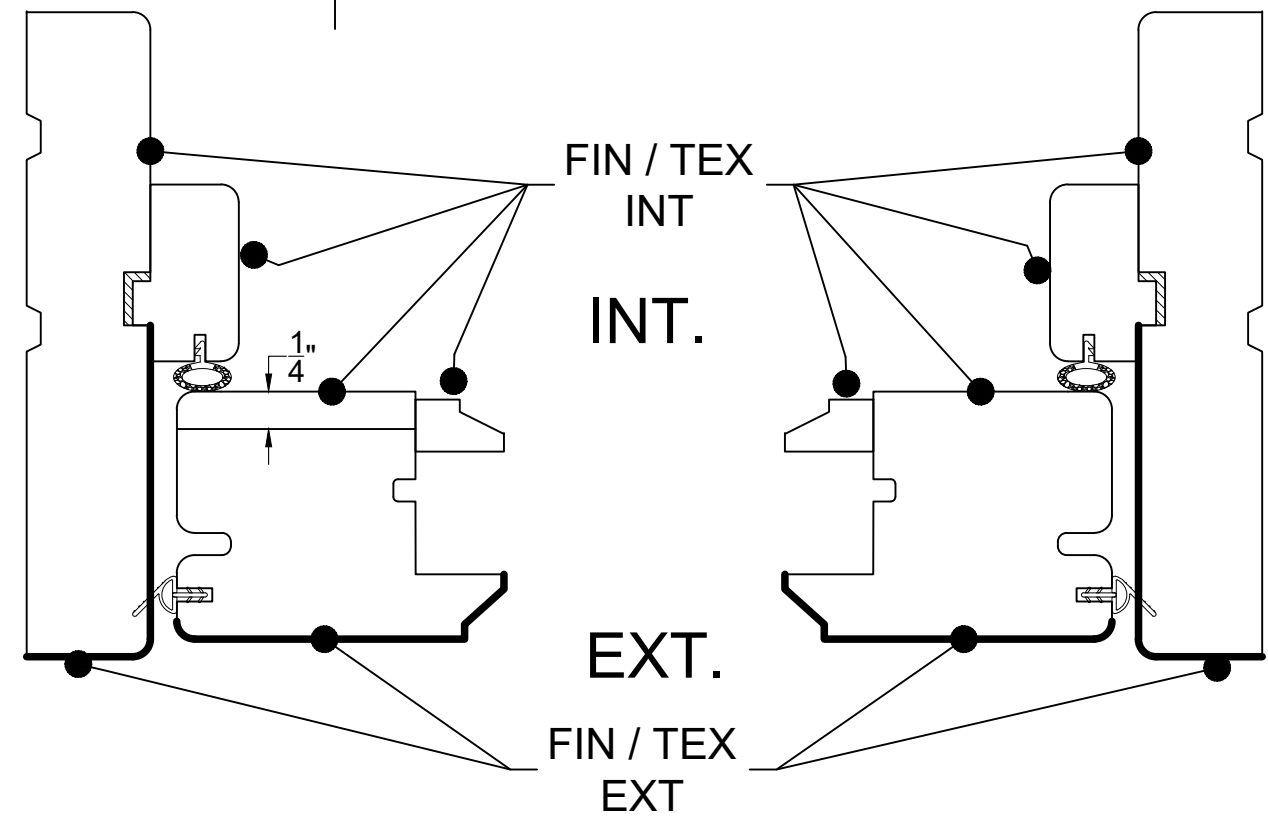 FIN / TEX
INT
INT.
1/4"
EXT.
FIN / TEX
EXT